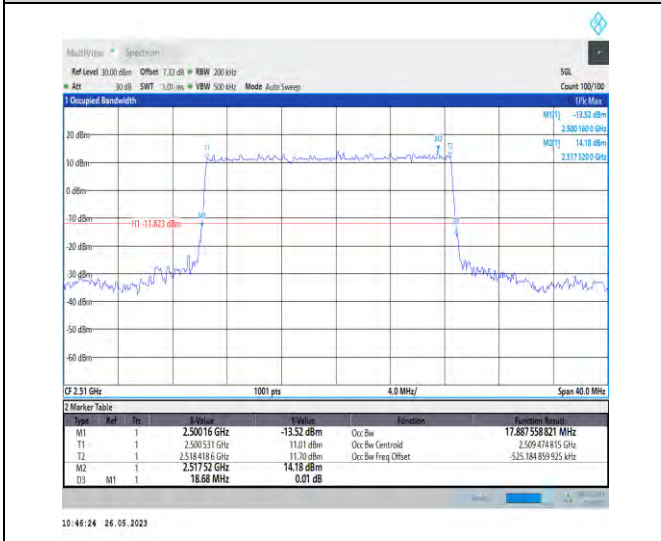 MultiView Spectrum
Ref Level 30.00 dBm Offset 7.33 dB RBW 200 kHz SGL
Att 30 dB SWT 1.01 ms VBW 500 kHz Mode Auto Sweep Count 100/100
1 Occupied Bandwidth 1Pk Max
M1[1] -13.52 dBm
2.500 160 0 GHz
M2[1] 14.18 dBm
2.517 520 0 GHz
20 dBm
M2
T1
T2
10 dBm
0 dBm
-10 dBm
M1
H1 -11.823 dBm
D3
-20 dBm
-30 dBm
-40 dBm
-50 dBm
-60 dBm
CF 2.51 GHz 1001 pts 4.0 MHz/ Span 40.0 MHz
2 Marker Table
Type Ref Trc X-Value Y-Value Function Function Result
M1 1 2.50016 GHz -13.52 dBm Occ Bw 17.887 558 821 MHz
T1 1 2.500 531 GHz 11.01 dBm Occ Bw Centroid 2.509 474 815 GHz
T2 1 2.518 418 6 GHz 11.70 dBm Occ Bw Freq Offset -525.184 859 925 kHz
M2 1 2.51752 GHz 14.18 dBm
D3 M1 1 18.68 MHz 0.01 dB
10:46:24 26.05.2023